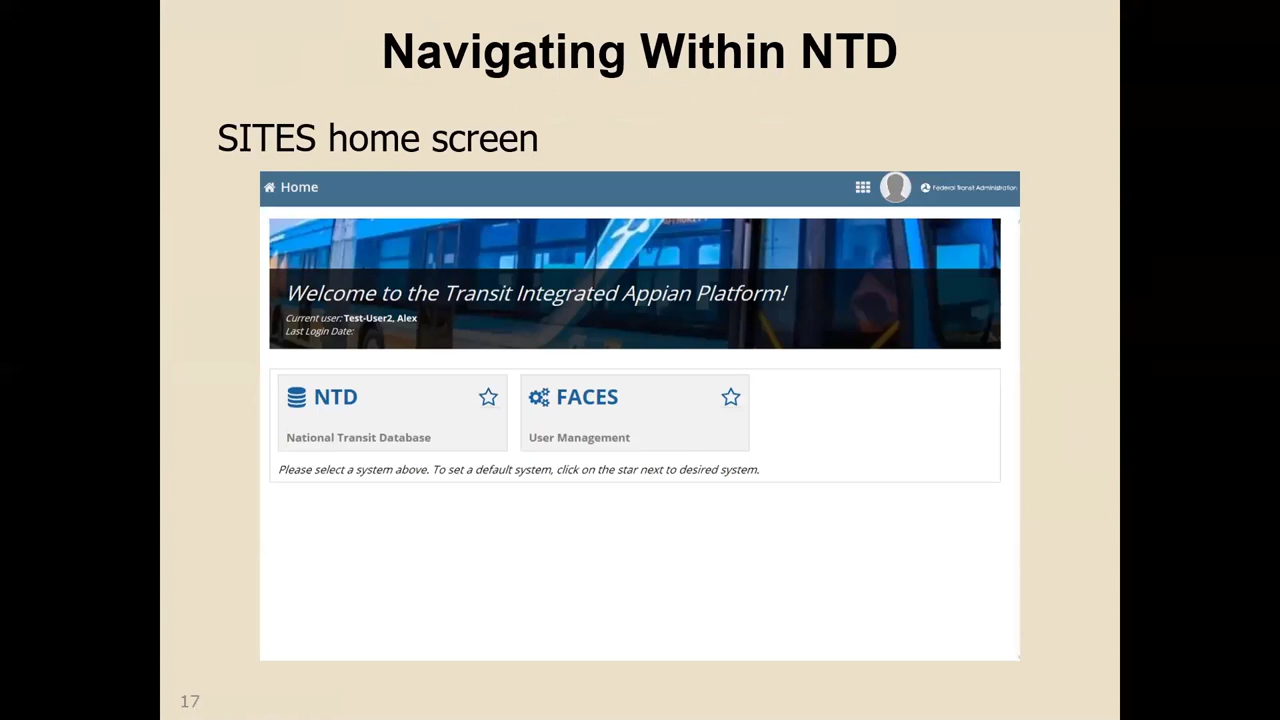 Navigating Within NTD
SITES home screen
Home
Federal Transit Administration
Welcome to the Transit Integrated Appian Platform!
Current user: Test-User2, Alex
Last Login Date:
NTD
FACES
National Transit Database
User Management
Please select a system above. To set a default system, click on the star next to desired system.
17